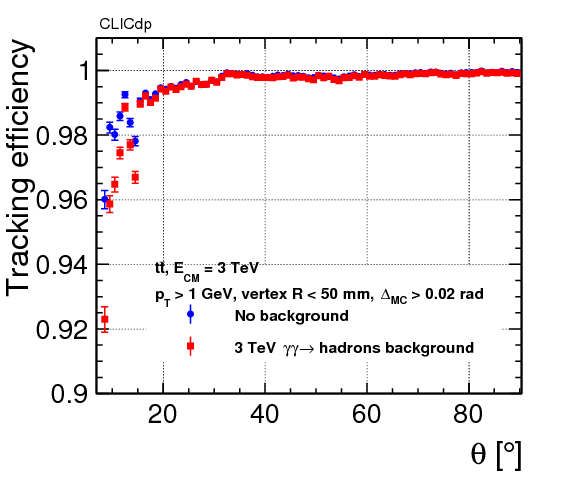 CLICdp
Tracking efficiency
1
0.98
0.96
0.94
0.92
0.9
tt̄, E_CM = 3 TeV
p_T > 1 GeV, vertex R < 50 mm, Δ_MC > 0.02 rad
No background
3 TeV γγ→ hadrons background
20 40 60 80
θ [°]